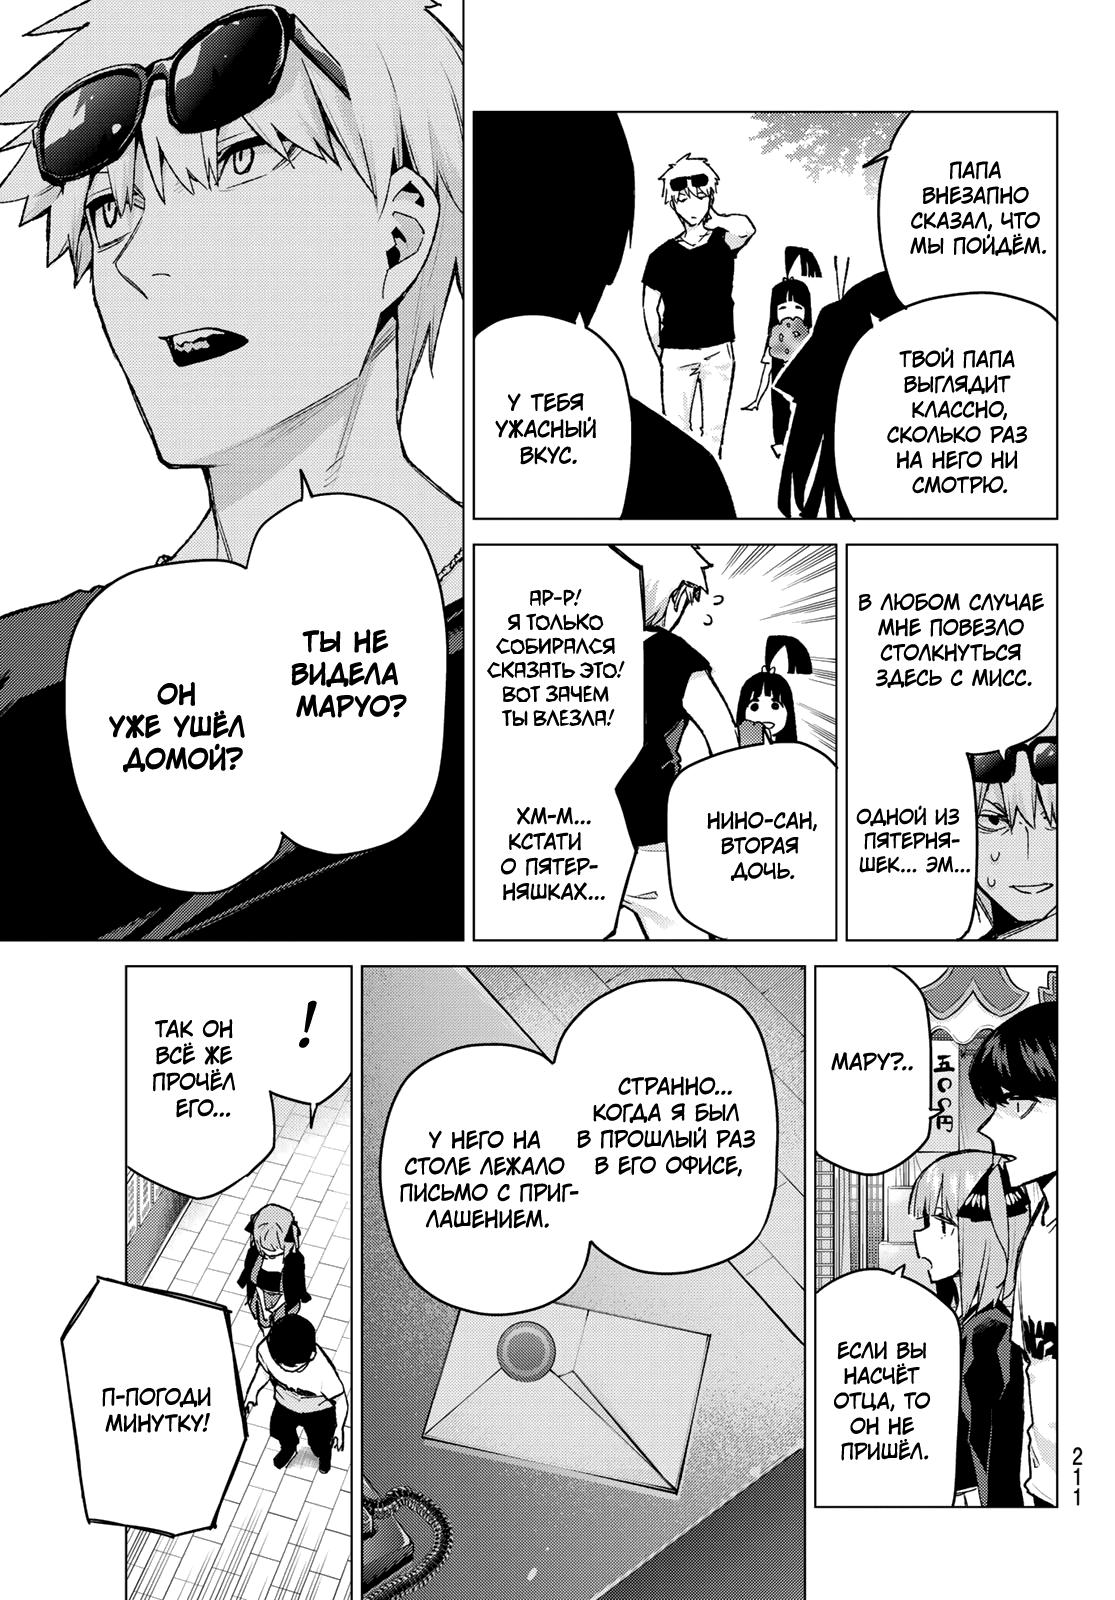 ПАПА
ВНЕЗАПНО
СКАЗАЛ, ЧТО
МЫ ПОЙДЁМ.
ТВОЙ ПАПА
ВЫГЛЯДИТ
КЛАССНО,
СКОЛЬКО РАЗ
НА НЕГО НИ
СМОТРЮ.
У ТЕБЯ
УЖАСНЫЙ
ВКУС.
В ЛЮБОМ СЛУЧАЕ
МНЕ ПОВЕЗЛО
СТОЛКНУТЬСЯ
ЗДЕСЬ С МИСС.
ОДНОЙ ИЗ
ПЯТЕРНЯ-
ШЕК... ЭМ...
НИНО-САН,
ВТОРАЯ
ДОЧЬ.
АР-Р!
Я ТОЛЬКО
СОБИРАЛСЯ
СКАЗАТЬ ЭТО!
ВОТ ЗАЧЕМ
ТЫ ВЛЕЗЛА!
ХМ-М...
КСТАТИ
О ПЯТЕР-
НЯШКАХ...
ТЫ НЕ
ВИДЕЛА
МАРУО?
ОН
УЖЕ УШЁЛ
ДОМОЙ?
МАРУ?..
五〇〇円
ЕСЛИ ВЫ
НАСЧЁТ
ОТЦА, ТО
ОН НЕ
ПРИШЁЛ.
СТРАННО...
КОГДА Я БЫЛ
В ПРОШЛЫЙ РАЗ
В ЕГО ОФИСЕ,
У НЕГО НА
СТОЛЕ ЛЕЖАЛО
ПИСЬМО С ПРИГ-
ЛАШЕНИЕМ.
!
ТАК ОН
ВСЁ ЖЕ
ПРОЧЁЛ
ЕГО...
П-ПОГОДИ
МИНУТКУ!
211